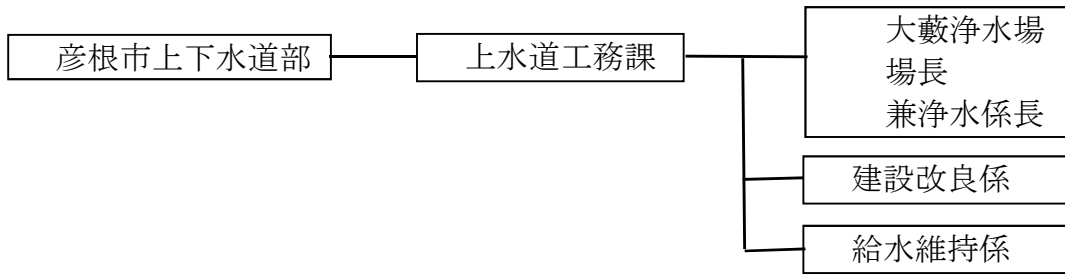 彦根市上下水道部
上水道工務課
大藪浄水場
場長
兼浄水係長
建設改良係
給水維持係